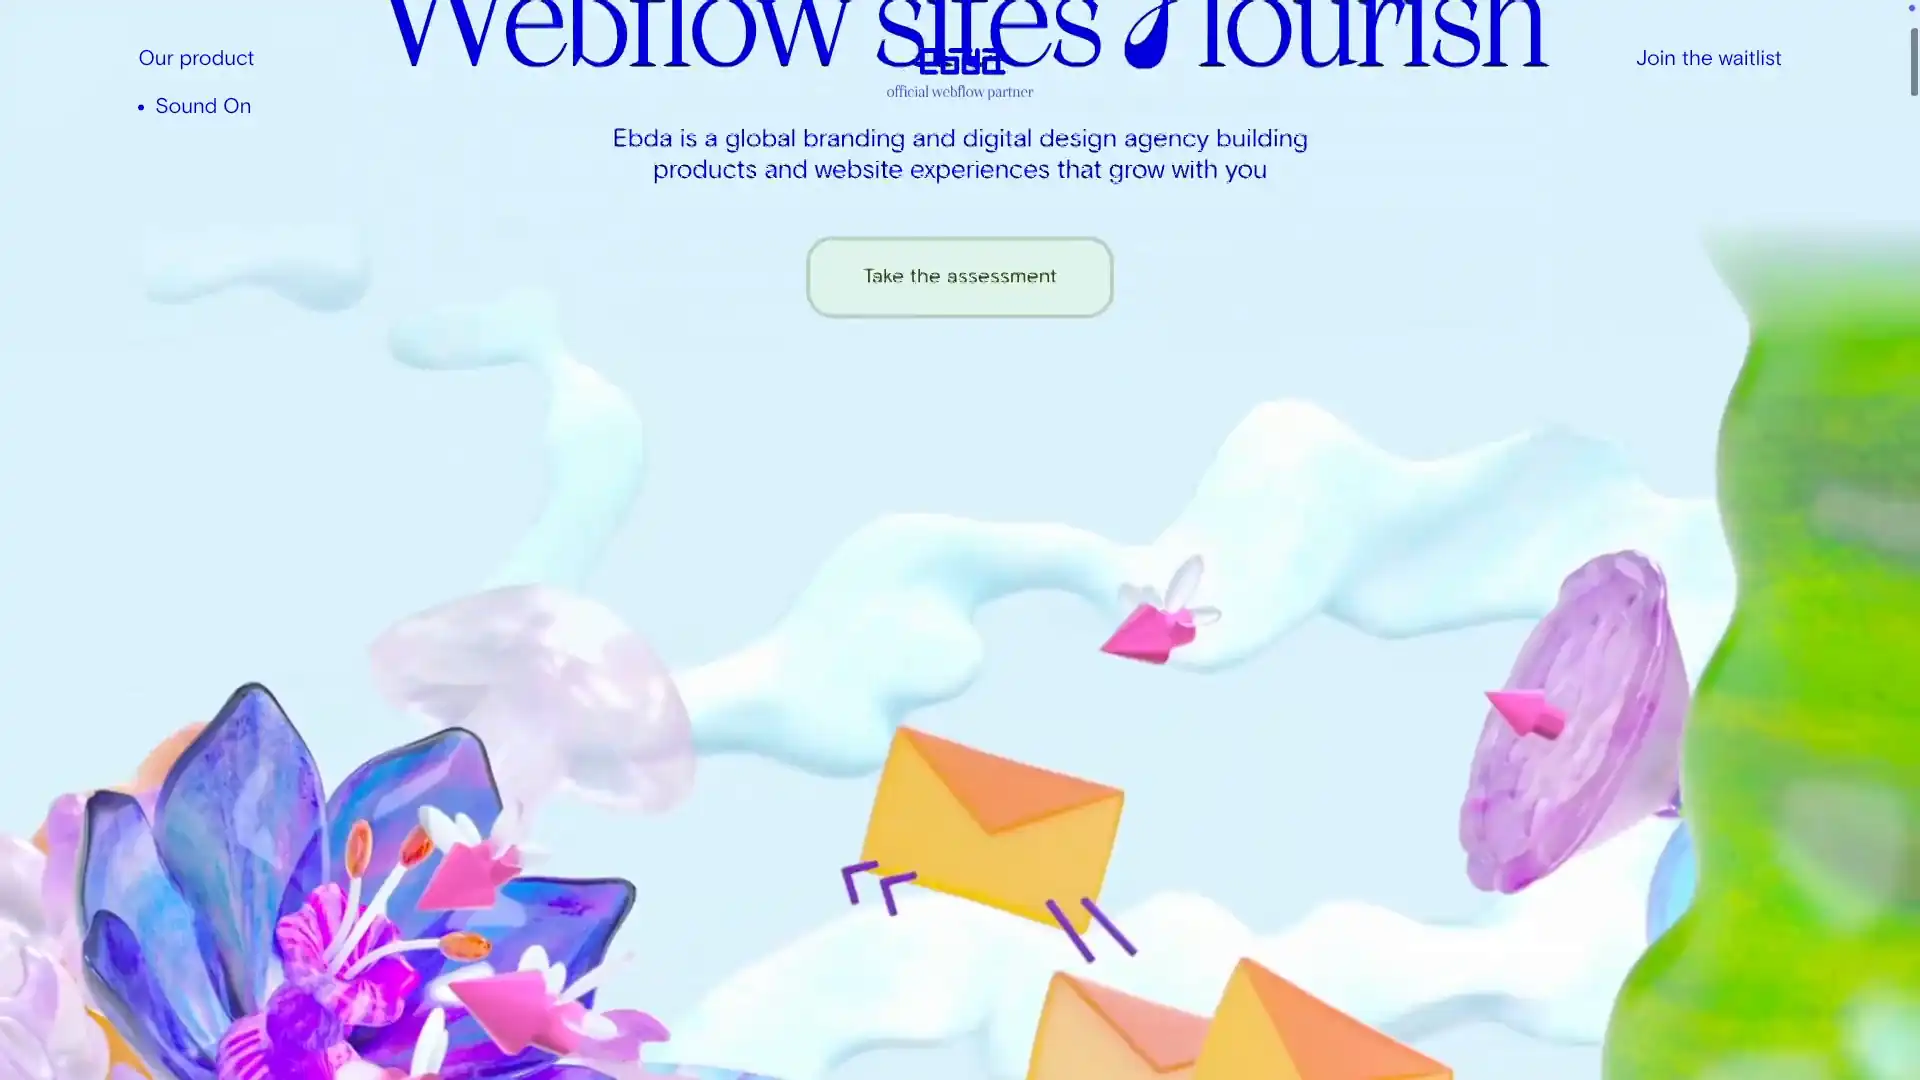 Webflow sites flourish
Our product
ebda
Join the waitlist
official webflow partner
• Sound On
Ebda is a global branding and digital design agency building
products and website experiences that grow with you
Take the assessment